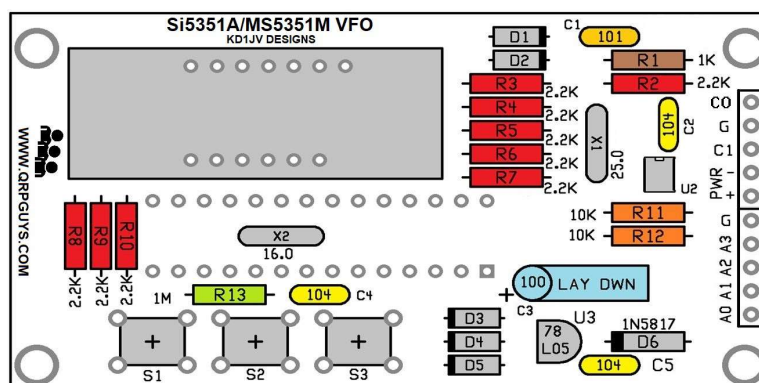 Si5351A/MS5351M VFO
KD1JV DESIGNS
WWW.QRPGUYS.COM
D1
D2
C1
101
R1
1K
R2
2.2K
R3
2.2K
R4
2.2K
R5
2.2K
R6
2.2K
R7
2.2K
X1
25.0
104
C2
U2
CO
G
C1
PWR -
+
G
A3
A2
A1
A0
R11
10K
R12
10K
R8
2.2K
R9
2.2K
R10
2.2K
X2
16.0
1M
R13
104
C4
100
LAY DWN
+
C3
S1
S2
S3
D3
D4
D5
78
L05
U3
1N5817
D6
104
C5